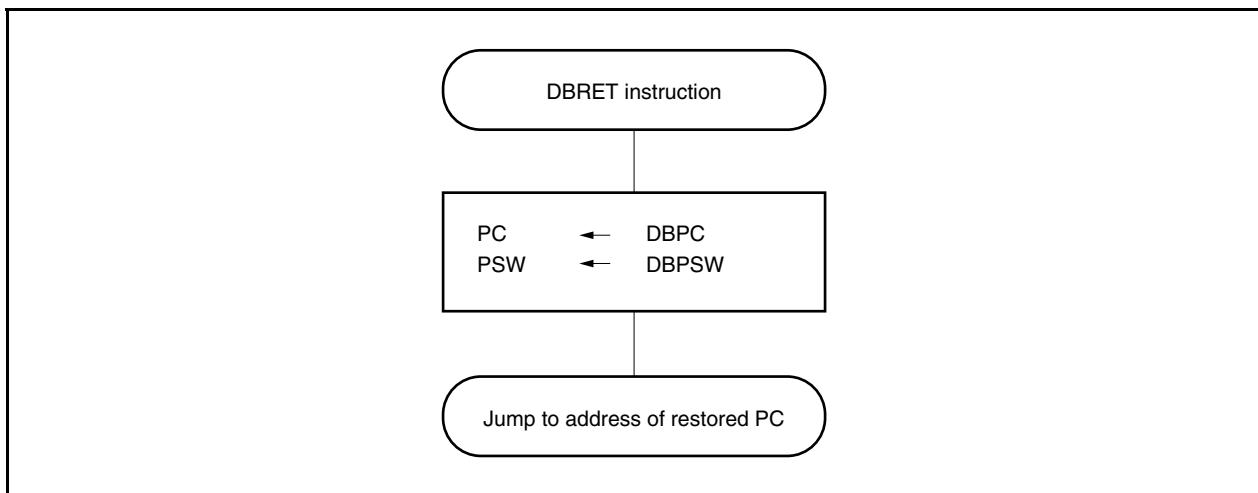 DBRET instruction
PC ← DBPC
PSW ← DBPSW
Jump to address of restored PC